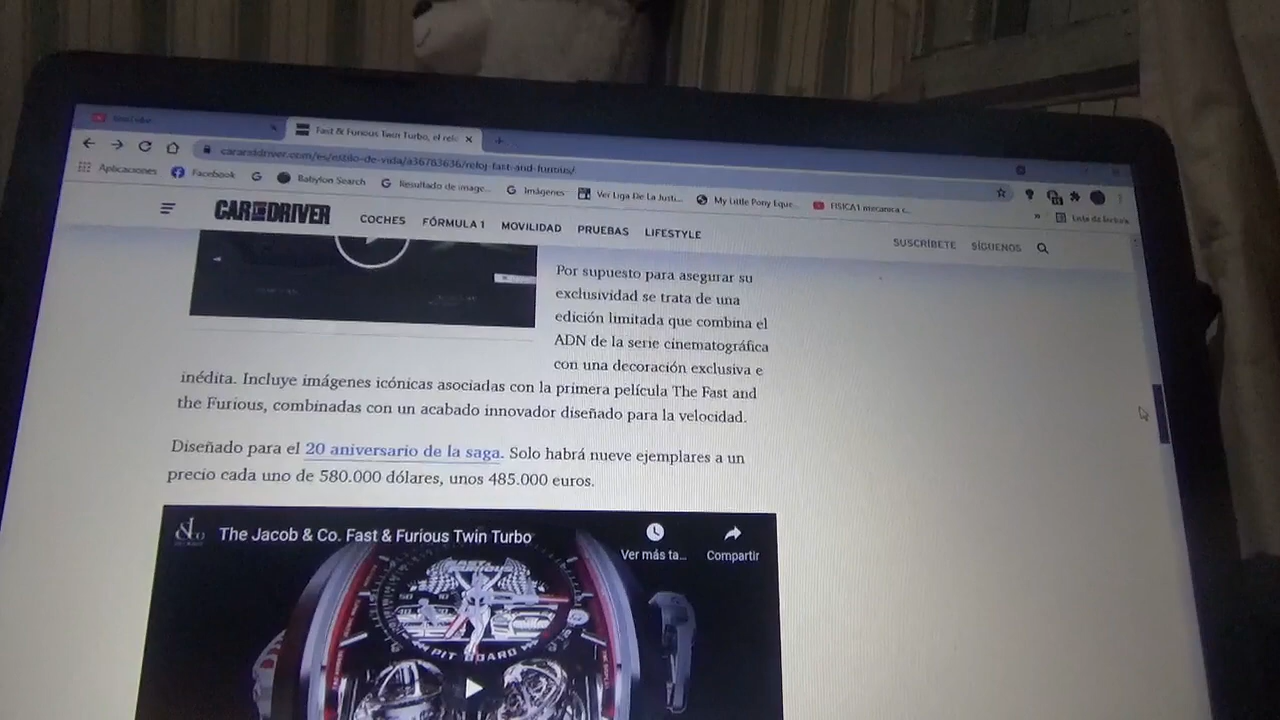 Fast & Furious Twin Turbo, el relo
caranddriver.com/es/estilo-de-vida/a36783636/reloj-fast-and-furious/
Aplicaciones Facebook Babylon Search Resultado de image... Imágenes Ver Liga De La Justi... My Little Pony Eque... FISICA1 mecanica c...
»
CAR AND DRIVER COCHES FÓRMULA 1 MOVILIDAD PRUEBAS LIFESTYLE SUSCRÍBETE SÍGUENOS
Por supuesto para asegurar su
exclusividad se trata de una
edición limitada que combina el
ADN de la serie cinematográfica
con una decoración exclusiva e
inédita. Incluye imágenes icónicas asociadas con la primera película The Fast and
the Furious, combinadas con un acabado innovador diseñado para la velocidad.
Diseñado para el 20 aniversario de la saga. Solo habrá nueve ejemplares a un
precio cada uno de 580.000 dólares, unos 485.000 euros.
The Jacob & Co. Fast & Furious Twin Turbo
Ver más ta... Compartir
FAST &
FURIOUS
50 10
PIT BOARD